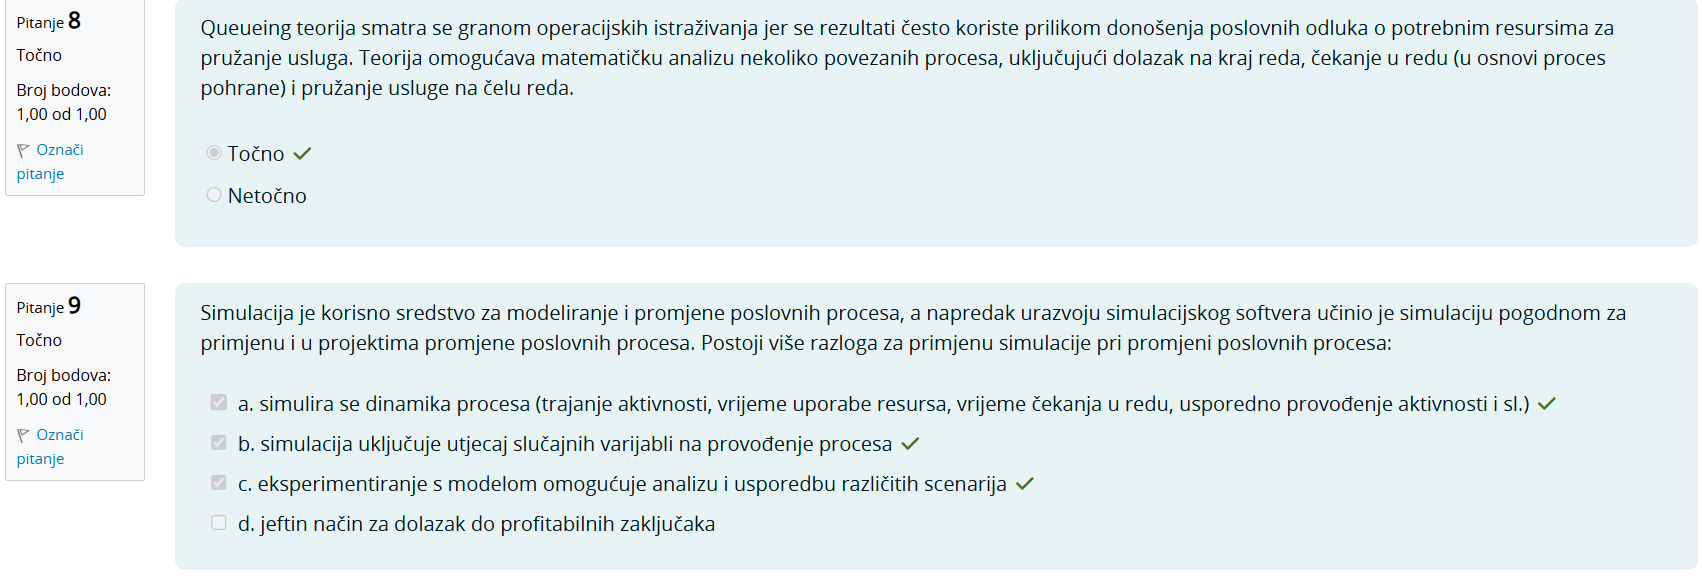 Pitanje 8
Točno
Broj bodova:
1,00 od 1,00
Označi
pitanje
Queueing teorija smatra se granom operacijskih istraživanja jer se rezultati često koriste prilikom donošenja poslovnih odluka o potrebnim resursima za
pružanje usluga. Teorija omogućava matematičku analizu nekoliko povezanih procesa, uključujući dolazak na kraj reda, čekanje u redu (u osnovi proces
pohrane) i pružanje usluge na čelu reda.
Točno
Netočno
Pitanje 9
Točno
Broj bodova:
1,00 od 1,00
Označi
pitanje
Simulacija je korisno sredstvo za modeliranje i promjene poslovnih procesa, a napredak urazvoju simulacijskog softvera učinio je simulaciju pogodnom za
primjenu i u projektima promjene poslovnih procesa. Postoji više razloga za primjenu simulacije pri promjeni poslovnih procesa:
a. simulira se dinamika procesa (trajanje aktivnosti, vrijeme uporabe resursa, vrijeme čekanja u redu, usporedno provođenje aktivnosti i sl.)
b. simulacija uključuje utjecaj slučajnih varijabli na provođenje procesa
c. eksperimentiranje s modelom omogućuje analizu i usporedbu različitih scenarija
d. jeftin način za dolazak do profitabilnih zaključaka